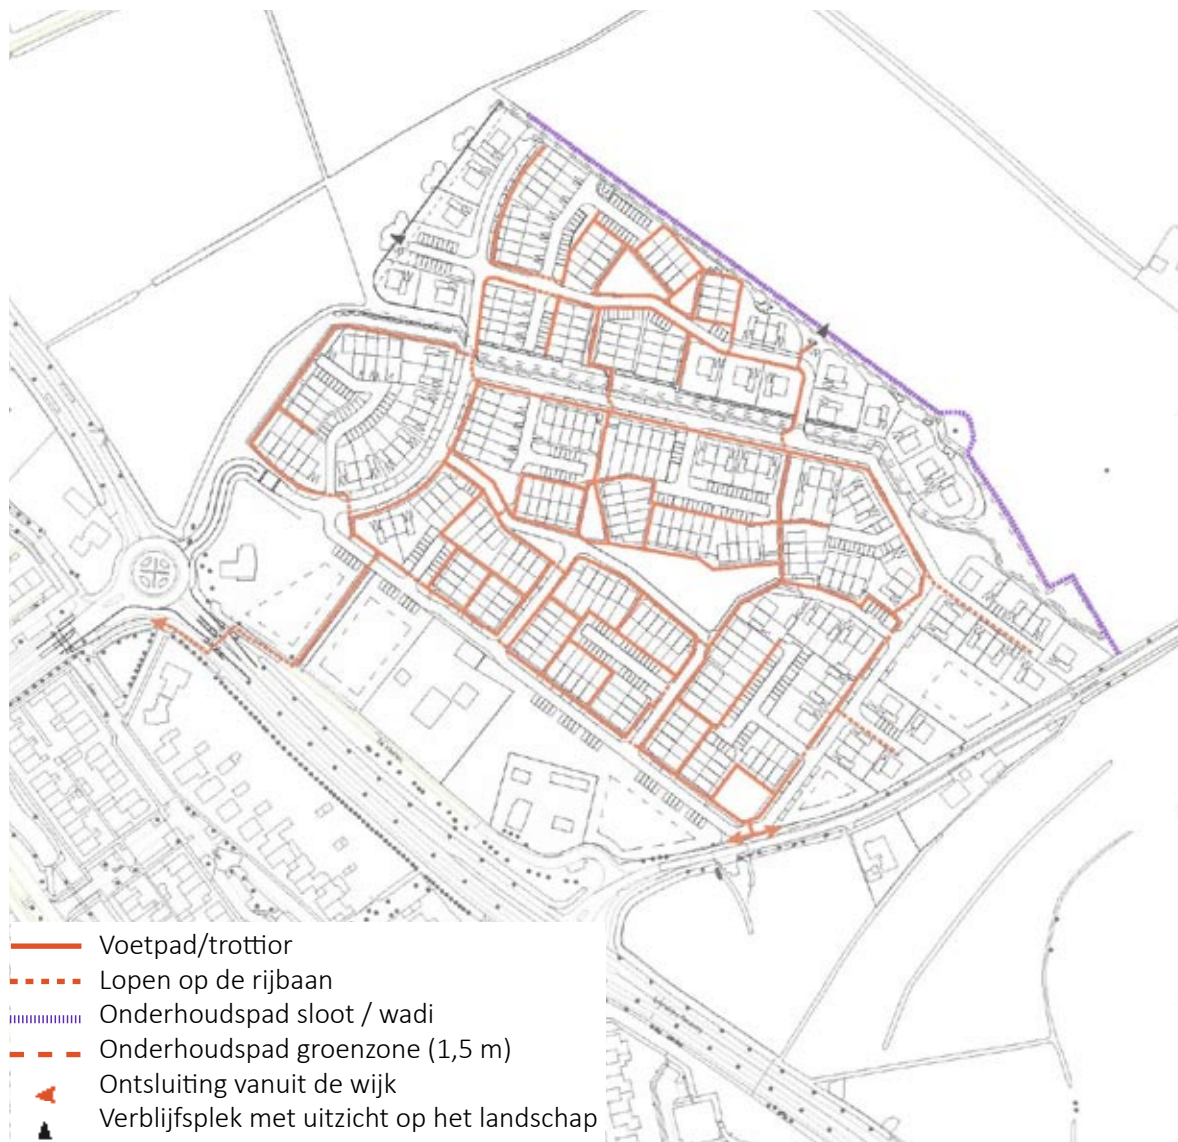 Voetpad/trottior
Lopen op de rijbaan
Onderhoudspad sloot / wadi
Onderhoudspad groenzone (1,5 m)
Ontsluiting vanuit de wijk
Verblijfsplek met uitzicht op het landschap